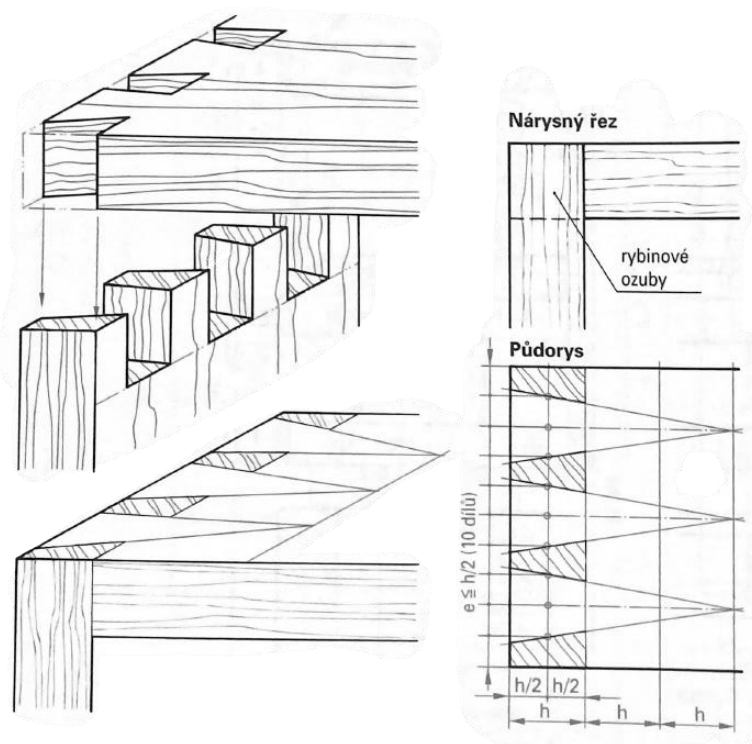 Nárysný řez
rybinové
ozuby
Půdorys
e ≦ h/2 (10 dílů)
h/2 h/2
h h h